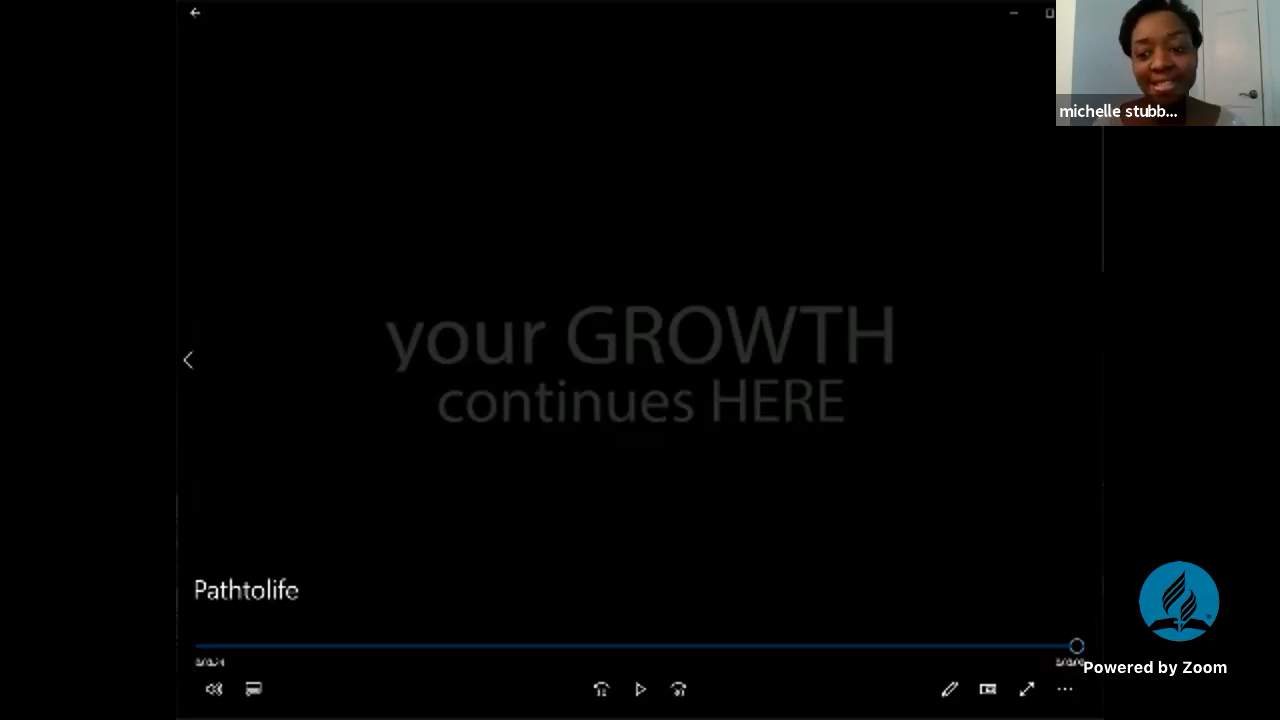 michelle stubb...
your GROWTH
continues HERE
Pathtolife
Powered by Zoom